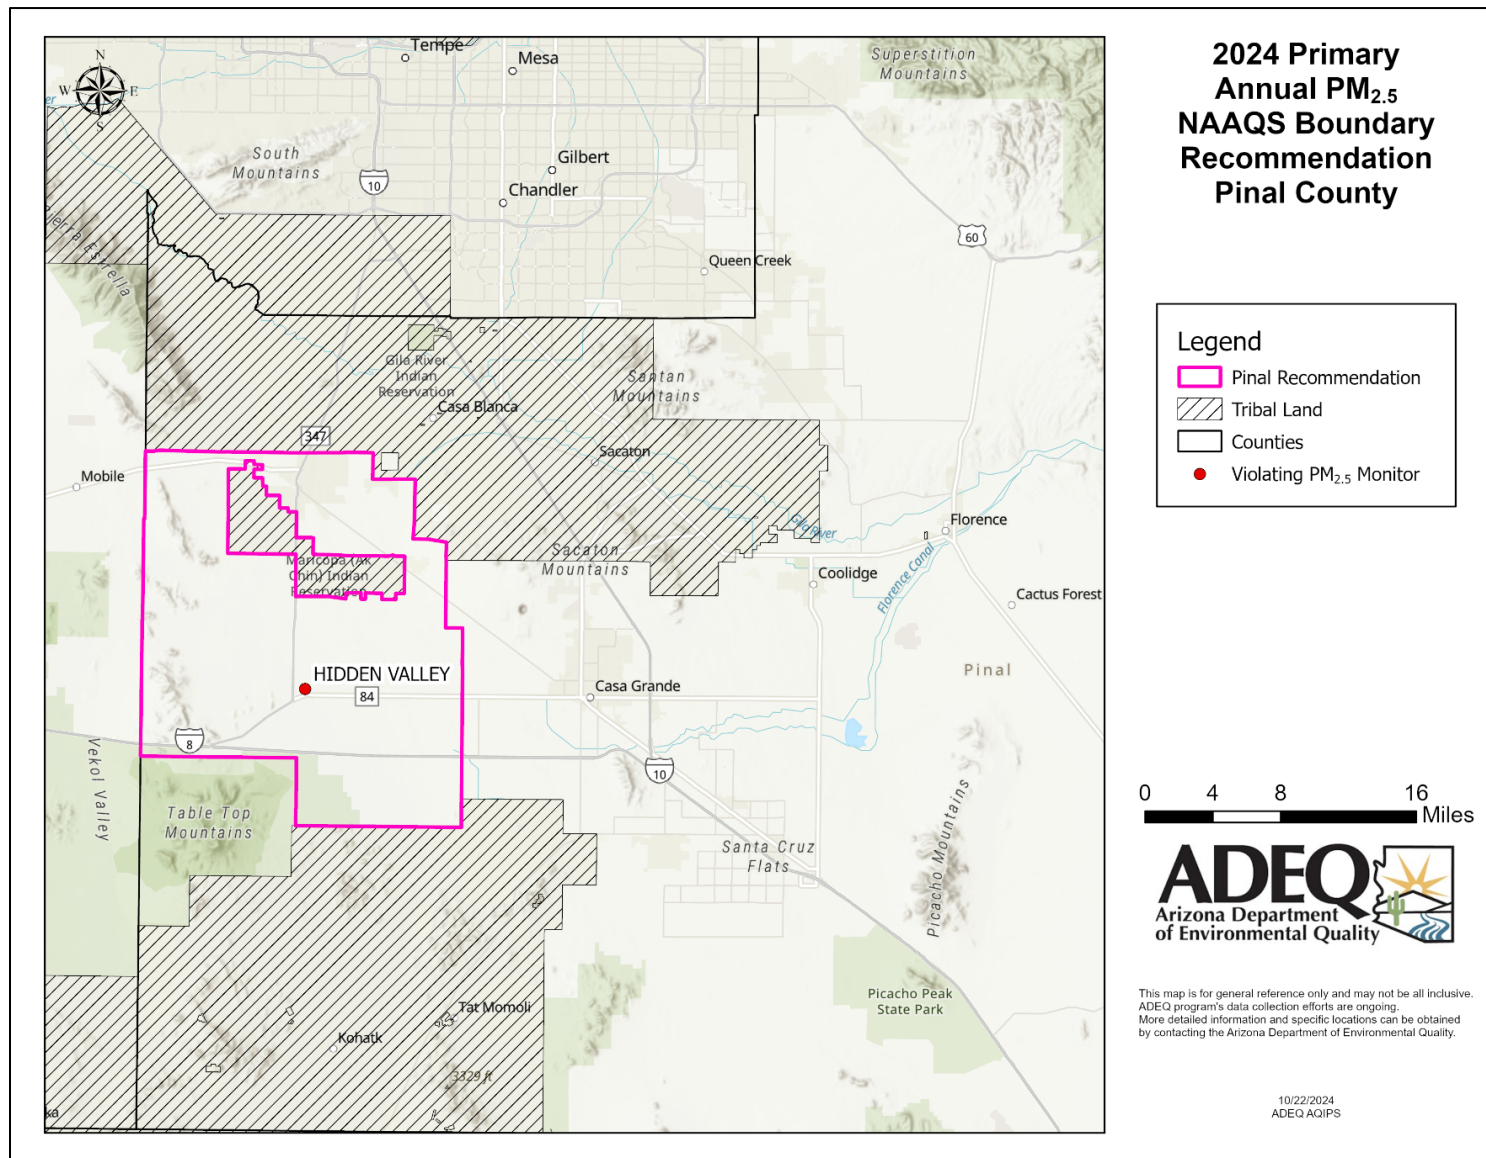 2024 Primary
Annual PM2.5
NAAQS Boundary
Recommendation
Pinal County
N
W
E
S
Tempe
Mesa
Superstition
Mountains
South
Mountains
10
Gilbert
Chandler
Sierra Estrella
60
Queen Creek
Gila River
Indian
Reservation
Santan
Mountains
Casa Blanca
347
Sacaton
Mobile
Gila River
Florence
Maricopa (Ak
Chin) Indian
Reservation
Sacaton
Mountains
Coolidge
Florence Canal
Cactus Forest
Pinal
HIDDEN VALLEY
84
Casa Grande
8
10
Vekol Valley
Table Top
Mountains
Santa Cruz
Flats
Picacho Mountains
Picacho Peak
State Park
Tat Momoli
Kohatk
3329 ft
Legend
Pinal Recommendation
Tribal Land
Counties
Violating PM2.5 Monitor
0 4 8 16
Miles
ADEQ
Arizona Department
of Environmental Quality
This map is for general reference only and may not be all inclusive.
ADEQ program's data collection efforts are ongoing.
More detailed information and specific locations can be obtained
by contacting the Arizona Department of Environmental Quality.
10/22/2024
ADEQ AQIPS